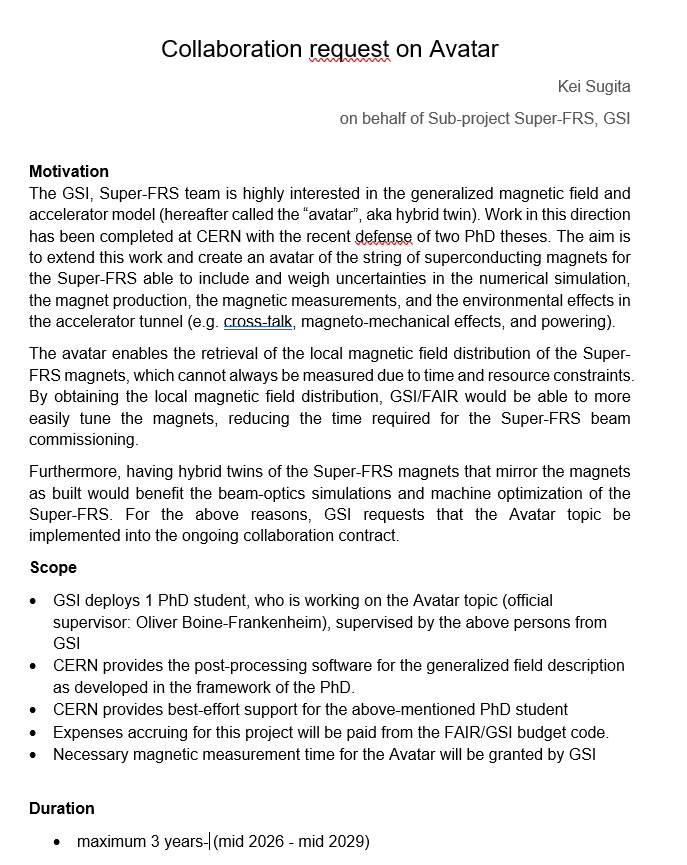 Collaboration request on Avatar
Kei Sugita
on behalf of Sub-project Super-FRS, GSI
Motivation
The GSI, Super-FRS team is highly interested in the generalized magnetic field and
accelerator model (hereafter called the “avatar”, aka hybrid twin). Work in this direction
has been completed at CERN with the recent defense of two PhD theses. The aim is
to extend this work and create an avatar of the string of superconducting magnets for
the Super-FRS able to include and weigh uncertainties in the numerical simulation,
the magnet production, the magnetic measurements, and the environmental effects in
the accelerator tunnel (e.g. cross-talk, magneto-mechanical effects, and powering).
The avatar enables the retrieval of the local magnetic field distribution of the Super-
FRS magnets, which cannot always be measured due to time and resource constraints.
By obtaining the local magnetic field distribution, GSI/FAIR would be able to more
easily tune the magnets, reducing the time required for the Super-FRS beam
commissioning.
Furthermore, having hybrid twins of the Super-FRS magnets that mirror the magnets
as built would benefit the beam-optics simulations and machine optimization of the
Super-FRS. For the above reasons, GSI requests that the Avatar topic be
implemented into the ongoing collaboration contract.
Scope
• GSI deploys 1 PhD student, who is working on the Avatar topic (official
supervisor: Oliver Boine-Frankenheim), supervised by the above persons from
GSI
• CERN provides the post-processing software for the generalized field description
as developed in the framework of the PhD.
• CERN provides best-effort support for the above-mentioned PhD student
• Expenses accruing for this project will be paid from the FAIR/GSI budget code.
• Necessary magnetic measurement time for the Avatar will be granted by GSI
Duration
• maximum 3 years- (mid 2026 - mid 2029)